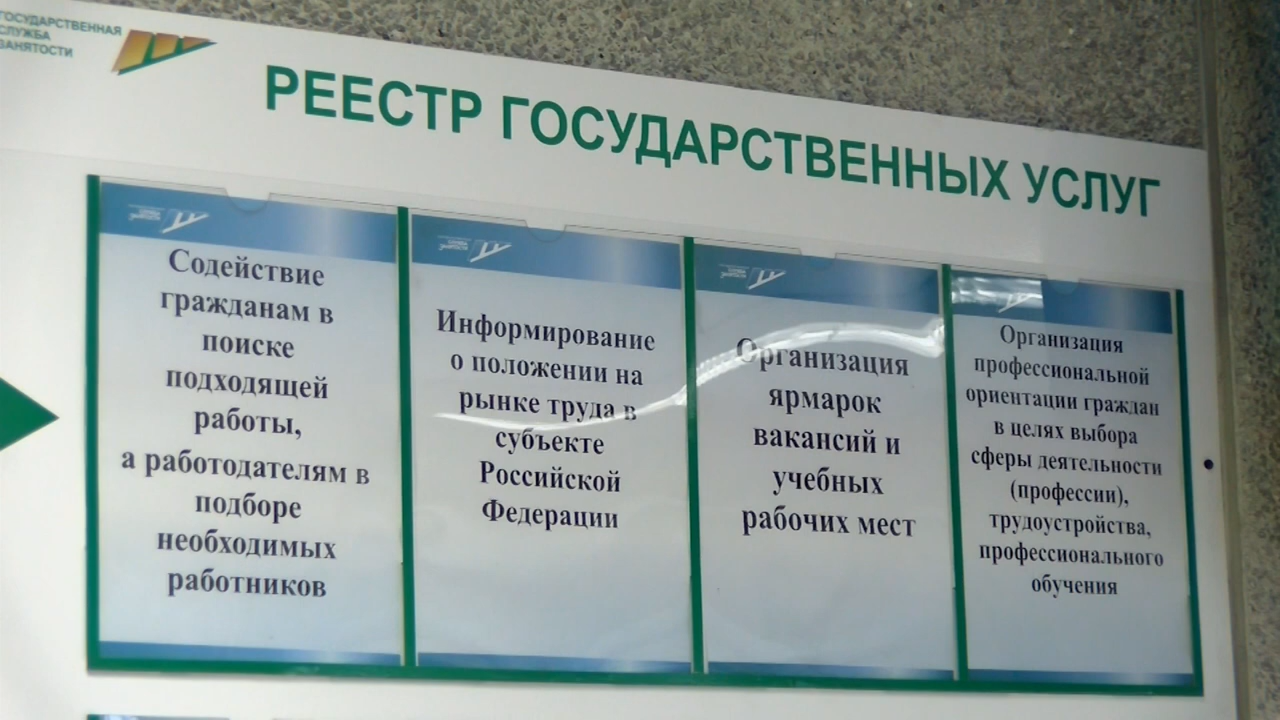 ГОСУДАРСТВЕННАЯ
СЛУЖБА
ЗАНЯТОСТИ
РЕЕСТР ГОСУДАРСТВЕННЫХ УСЛУГ
Содействие
гражданам в
поиске
подходящей
работы,
а работодателям в
подборе
необходимых
работников
Информирование
о положении на
рынке труда в
субъекте
Российской
Федерации
Организация
ярмарок
вакансий и
учебных
рабочих мест
Организация
профессиональной
ориентации граждан
в целях выбора
сферы деятельности
(профессии),
трудоустройства,
профессионального
обучения